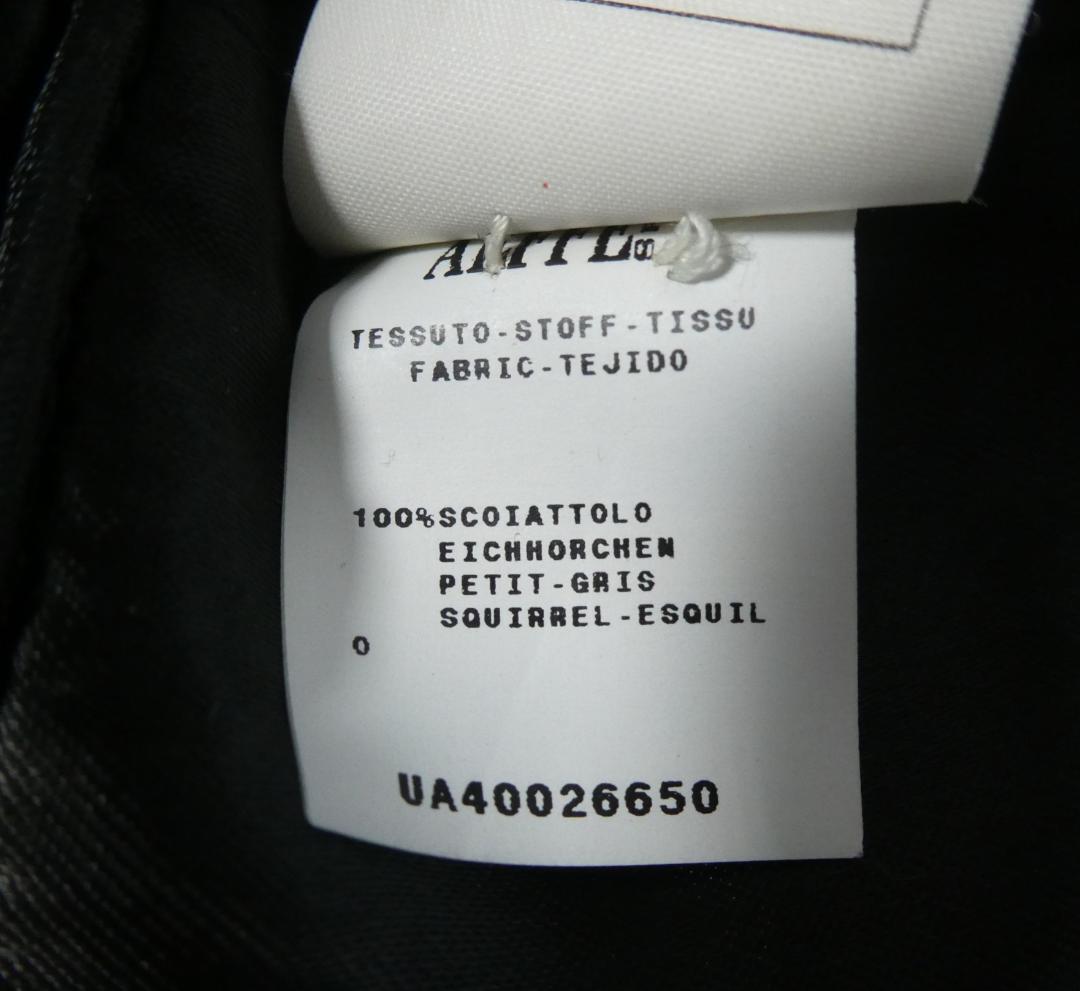 TESSUTO-STOFF-TISSU
FABRIC-TEJIDO
100%SCOIATTOLO
EICHHORCHEN
PETIT-GRIS
SQUIRREL-ESQUIL
O
UA40026650